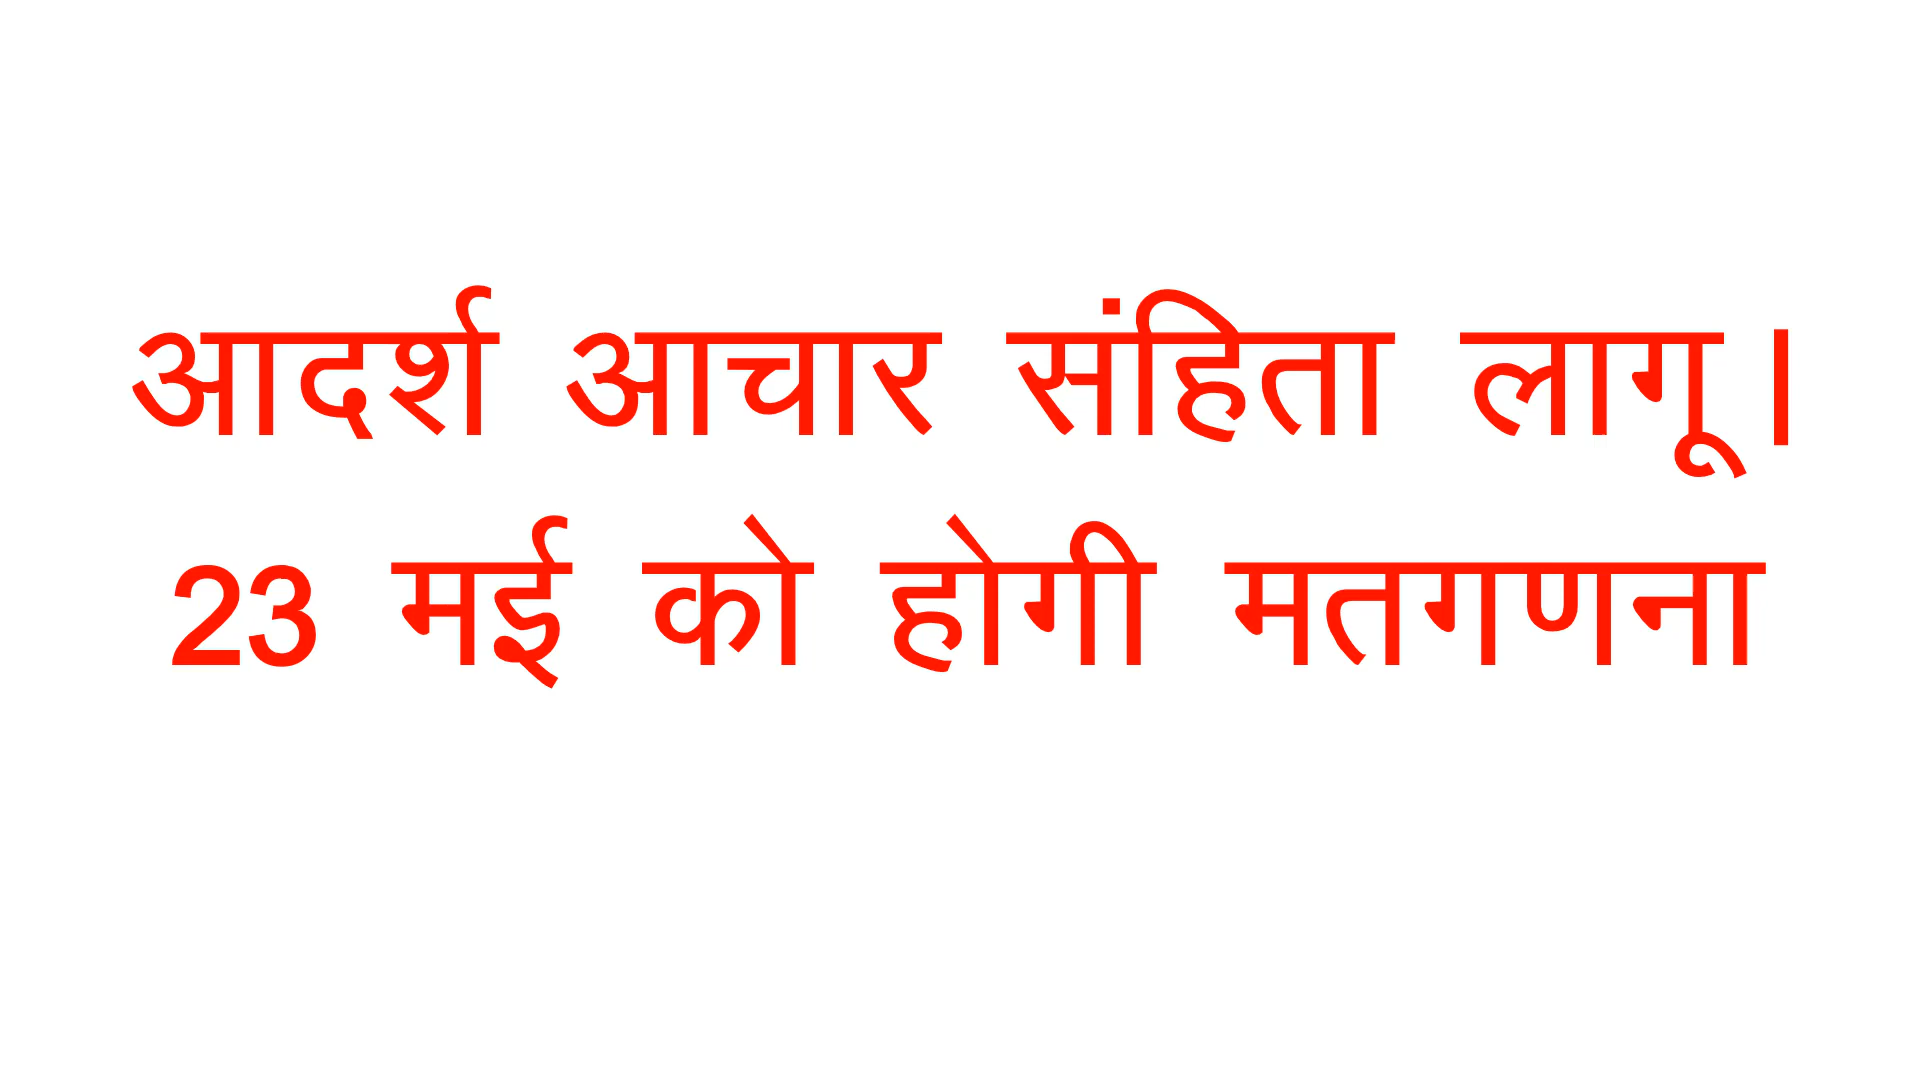 आदर्श आचार संहिता लागू।
23 मई को होगी मतगणना